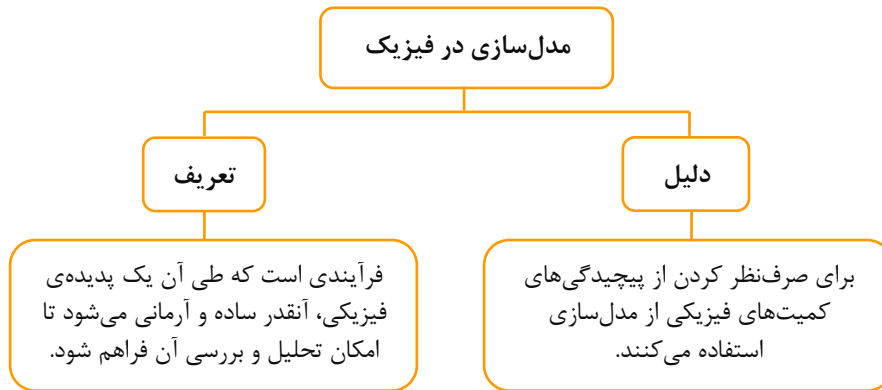 مدل‌سازی در فیزیک
دلیل
تعریف
برای صرف‌نظر کردن از پیچیدگی‌های
کمیت‌های فیزیکی از مدل‌سازی
استفاده می‌کنند.
فرآیندی است که طی آن یک پدیده‌ی
فیزیکی، آنقدر ساده و آرمانی می‌شود تا
امکان تحلیل و بررسی آن فراهم شود.